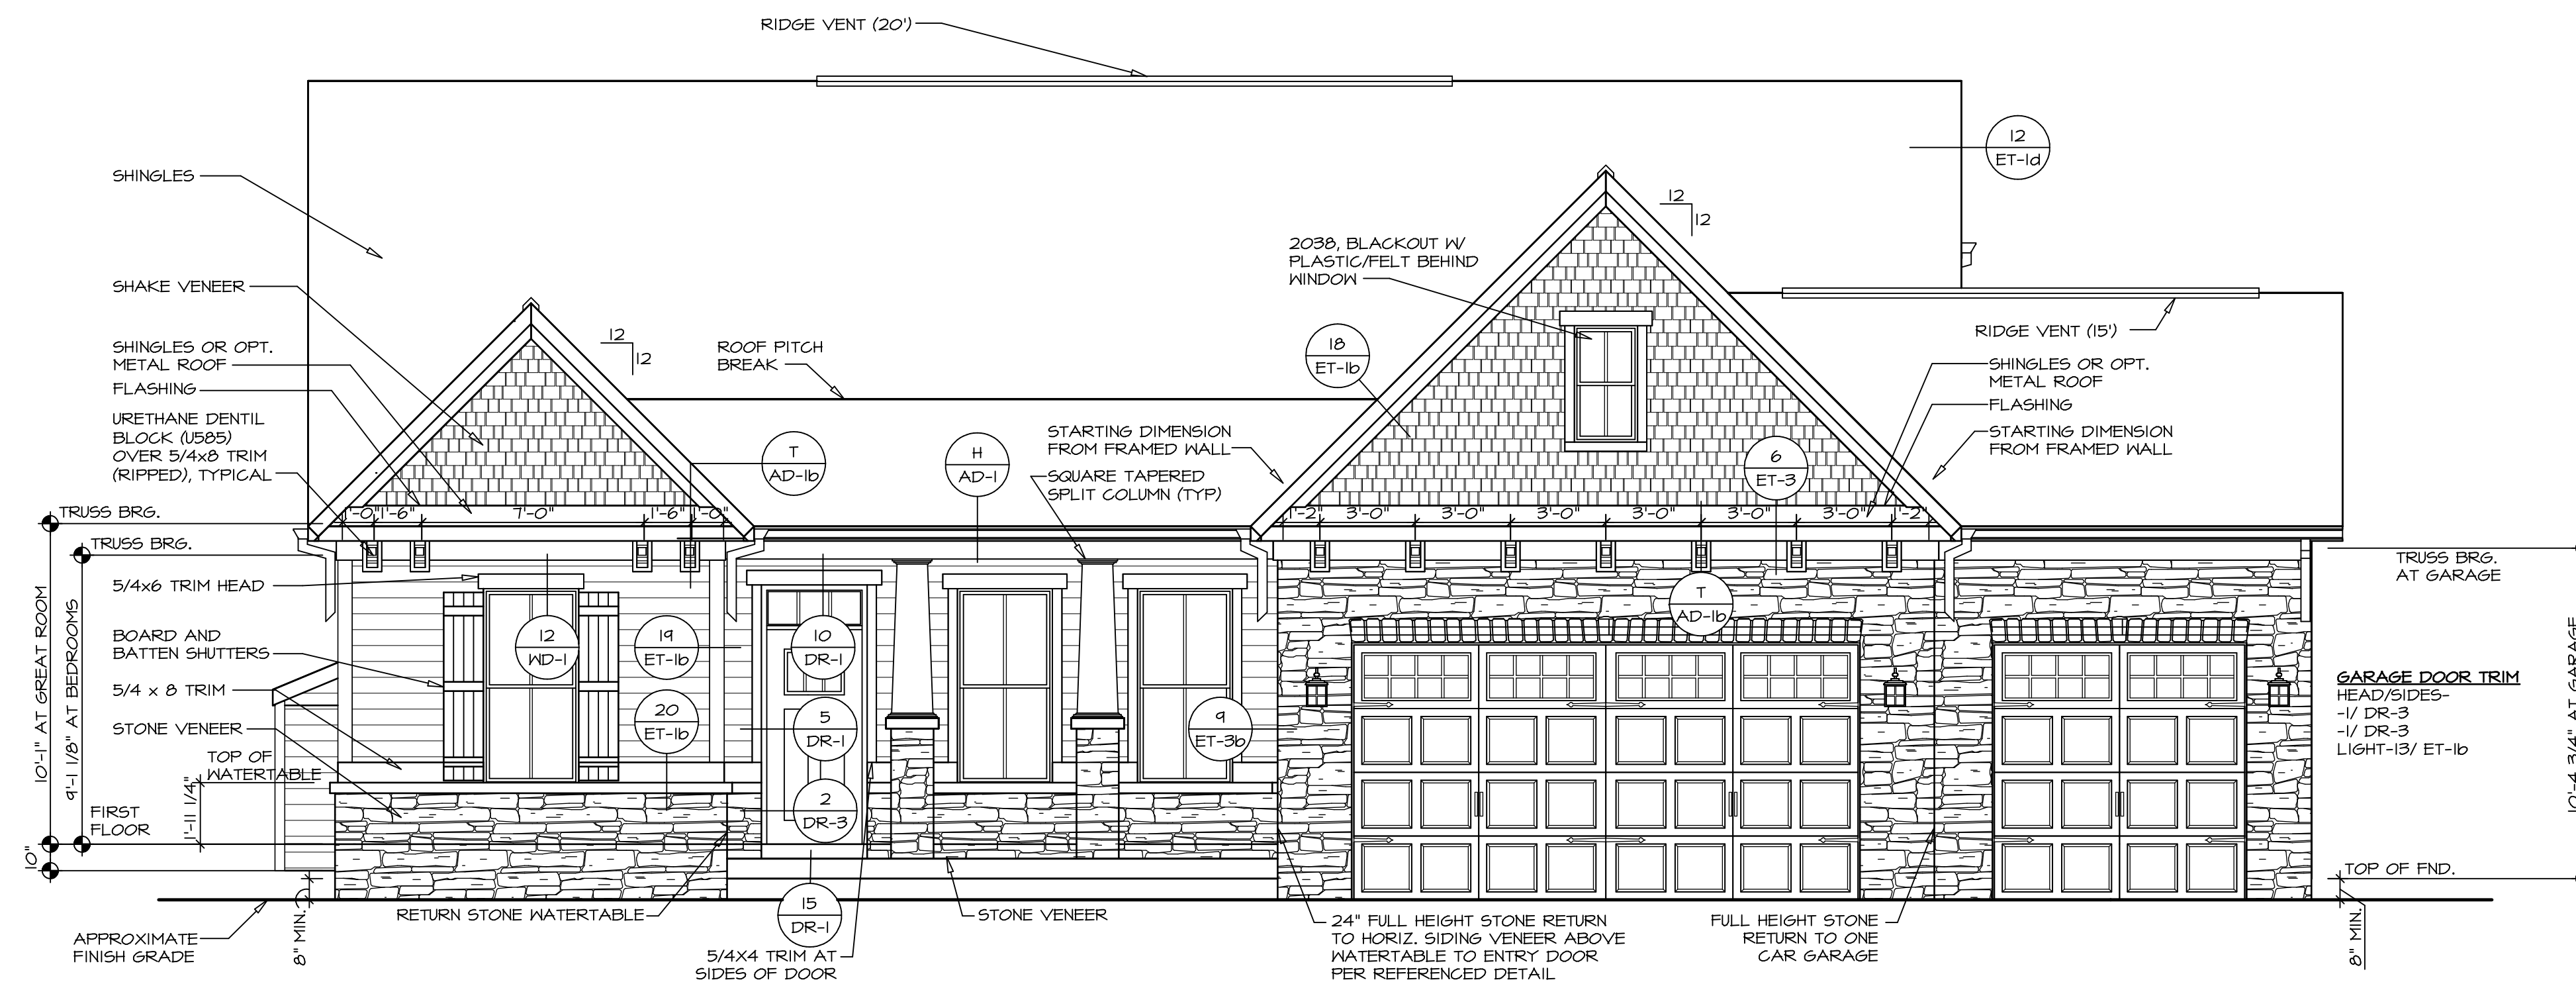 RIDGE VENT (20')
12
ET-1d
SHINGLES
12
12
2038, BLACKOUT W/
PLASTIC/FELT BEHIND
WINDOW
SHAKE VENEER
RIDGE VENT (15')
12
12
SHINGLES OR OPT.
METAL ROOF
FLASHING
ROOF PITCH
BREAK
18
ET-1b
SHINGLES OR OPT.
METAL ROOF
FLASHING
URETHANE DENTIL
BLOCK (U585)
OVER 5/4x8 TRIM
(RIPPED), TYPICAL
T
AD-1b
H
AD-1
STARTING DIMENSION
FROM FRAMED WALL
SQUARE TAPERED
SPLIT COLUMN (TYP)
6
ET-3
STARTING DIMENSION
FROM FRAMED WALL
TRUSS BRG.
1'-0" 1'-6" 7'-0" 1'-6" 1'-0"
1'-2" 3'-0" 3'-0" 3'-0" 3'-0" 3'-0" 3'-0" 1'-2"
TRUSS BRG.
TRUSS BRG.
AT GARAGE
5/4x6 TRIM HEAD
T
AD-1b
10'-1" AT GREAT ROOM
9'-1 1/8" AT BEDROOMS
BOARD AND
BATTEN SHUTTERS
12
WD-1
19
ET-1b
10
DR-1
10'-4 3/4" AT GARAGE
5/4 x 8 TRIM
GARAGE DOOR TRIM
HEAD/SIDES-
-1/ DR-3
-1/ DR-3
LIGHT-13/ ET-1b
STONE VENEER
20
ET-1b
5
DR-1
9
ET-3b
TOP OF
WATERTABLE
1'-11 1/4"
FIRST
FLOOR
2
DR-3
10"
TOP OF FND.
8" MIN.
8" MIN.
RETURN STONE WATERTABLE
15
DR-1
STONE VENEER
APPROXIMATE
FINISH GRADE
5/4X4 TRIM AT
SIDES OF DOOR
24" FULL HEIGHT STONE RETURN
TO HORIZ. SIDING VENEER ABOVE
WATERTABLE TO ENTRY DOOR
PER REFERENCED DETAIL
FULL HEIGHT STONE
RETURN TO ONE
CAR GARAGE